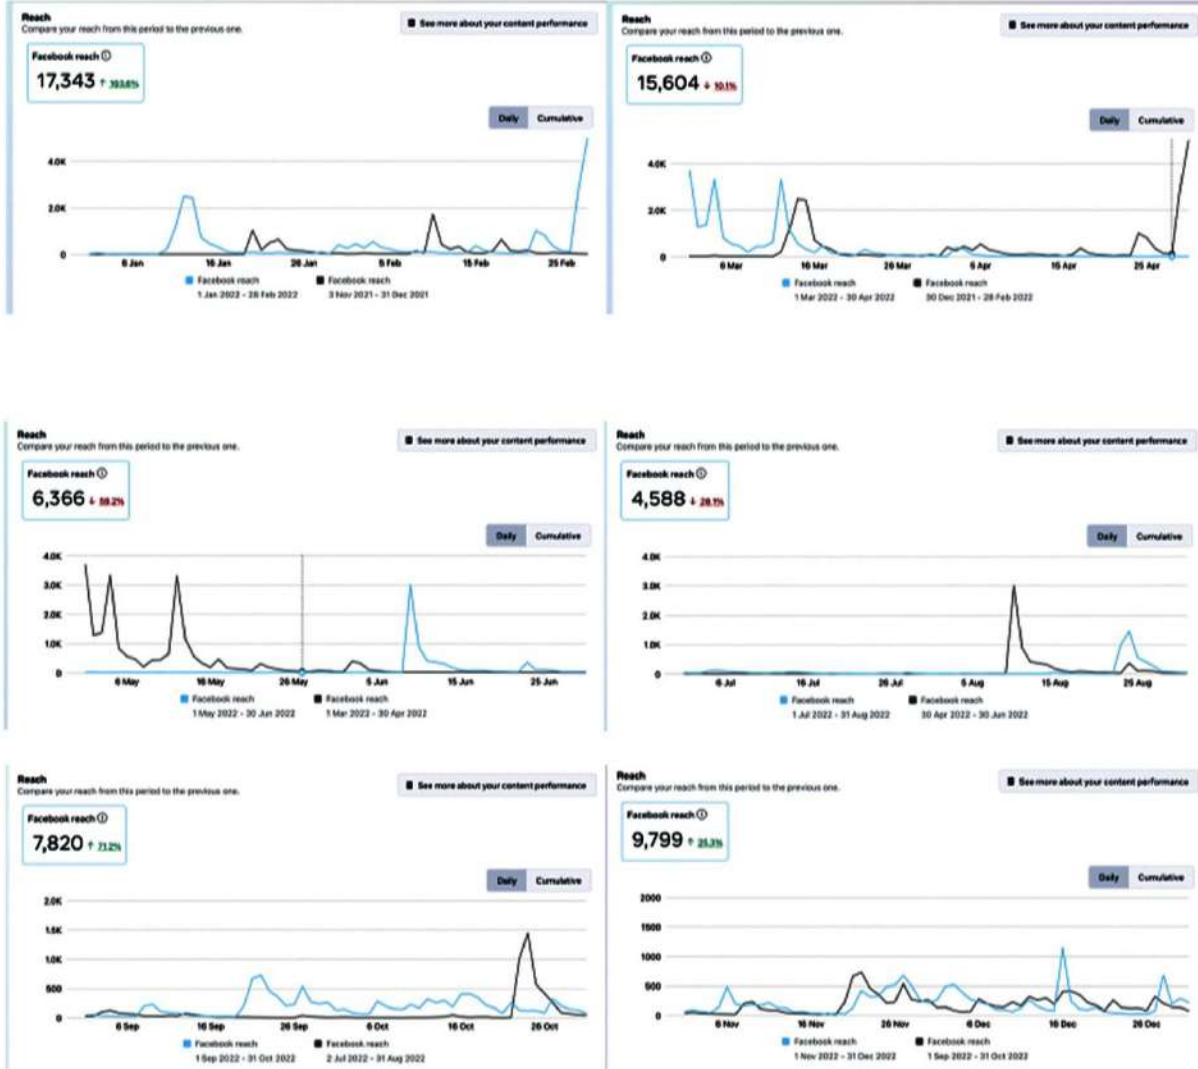 Reach
Compare your reach from this period to the previous one.
See more about your content performance
Facebook reach
17,343 ↑
Daily Cumulative
4.0K
2.0K
0
6 Jan 16 Jan 26 Jan 5 Feb 15 Feb 25 Feb
Facebook reach Facebook reach
1 Jan 2022 - 28 Feb 2022 3 Nov 2021 - 31 Dec 2021
Reach
Compare your reach from this period to the previous one.
See more about your content performance
Facebook reach
15,604 ↓ 10.1%
Daily Cumulative
4.0K
2.0K
0
6 Mar 16 Mar 26 Mar 5 Apr 15 Apr 25 Apr
Facebook reach Facebook reach
1 Mar 2022 - 30 Apr 2022 30 Dec 2021 - 28 Feb 2022
Reach
Compare your reach from this period to the previous one.
See more about your content performance
Facebook reach
6,366 ↓ 59.2%
Daily Cumulative
4.0K
3.0K
2.0K
1.0K
0
6 May 16 May 26 May 5 Jun 15 Jun 25 Jun
Facebook reach Facebook reach
1 May 2022 - 30 Jun 2022 1 Mar 2022 - 30 Apr 2022
Reach
Compare your reach from this period to the previous one.
See more about your content performance
Facebook reach
4,588 ↓ 28.1%
Daily Cumulative
4.0K
3.0K
2.0K
1.0K
0
6 Jul 16 Jul 26 Jul 5 Aug 15 Aug 25 Aug
Facebook reach Facebook reach
1 Jul 2022 - 31 Aug 2022 30 Apr 2022 - 30 Jun 2022
Reach
Compare your reach from this period to the previous one.
See more about your content performance
Facebook reach
7,820 ↑ 71.2%
Daily Cumulative
2.0K
1.5K
1.0K
500
0
6 Sep 16 Sep 26 Sep 6 Oct 16 Oct 26 Oct
Facebook reach Facebook reach
1 Sep 2022 - 31 Oct 2022 2 Jul 2022 - 31 Aug 2022
Reach
Compare your reach from this period to the previous one.
See more about your content performance
Facebook reach
9,799 ↑ 25.3%
Daily Cumulative
2000
1500
1000
500
0
6 Nov 16 Nov 26 Nov 6 Dec 16 Dec 26 Dec
Facebook reach Facebook reach
1 Nov 2022 - 31 Dec 2022 1 Sep 2022 - 31 Oct 2022